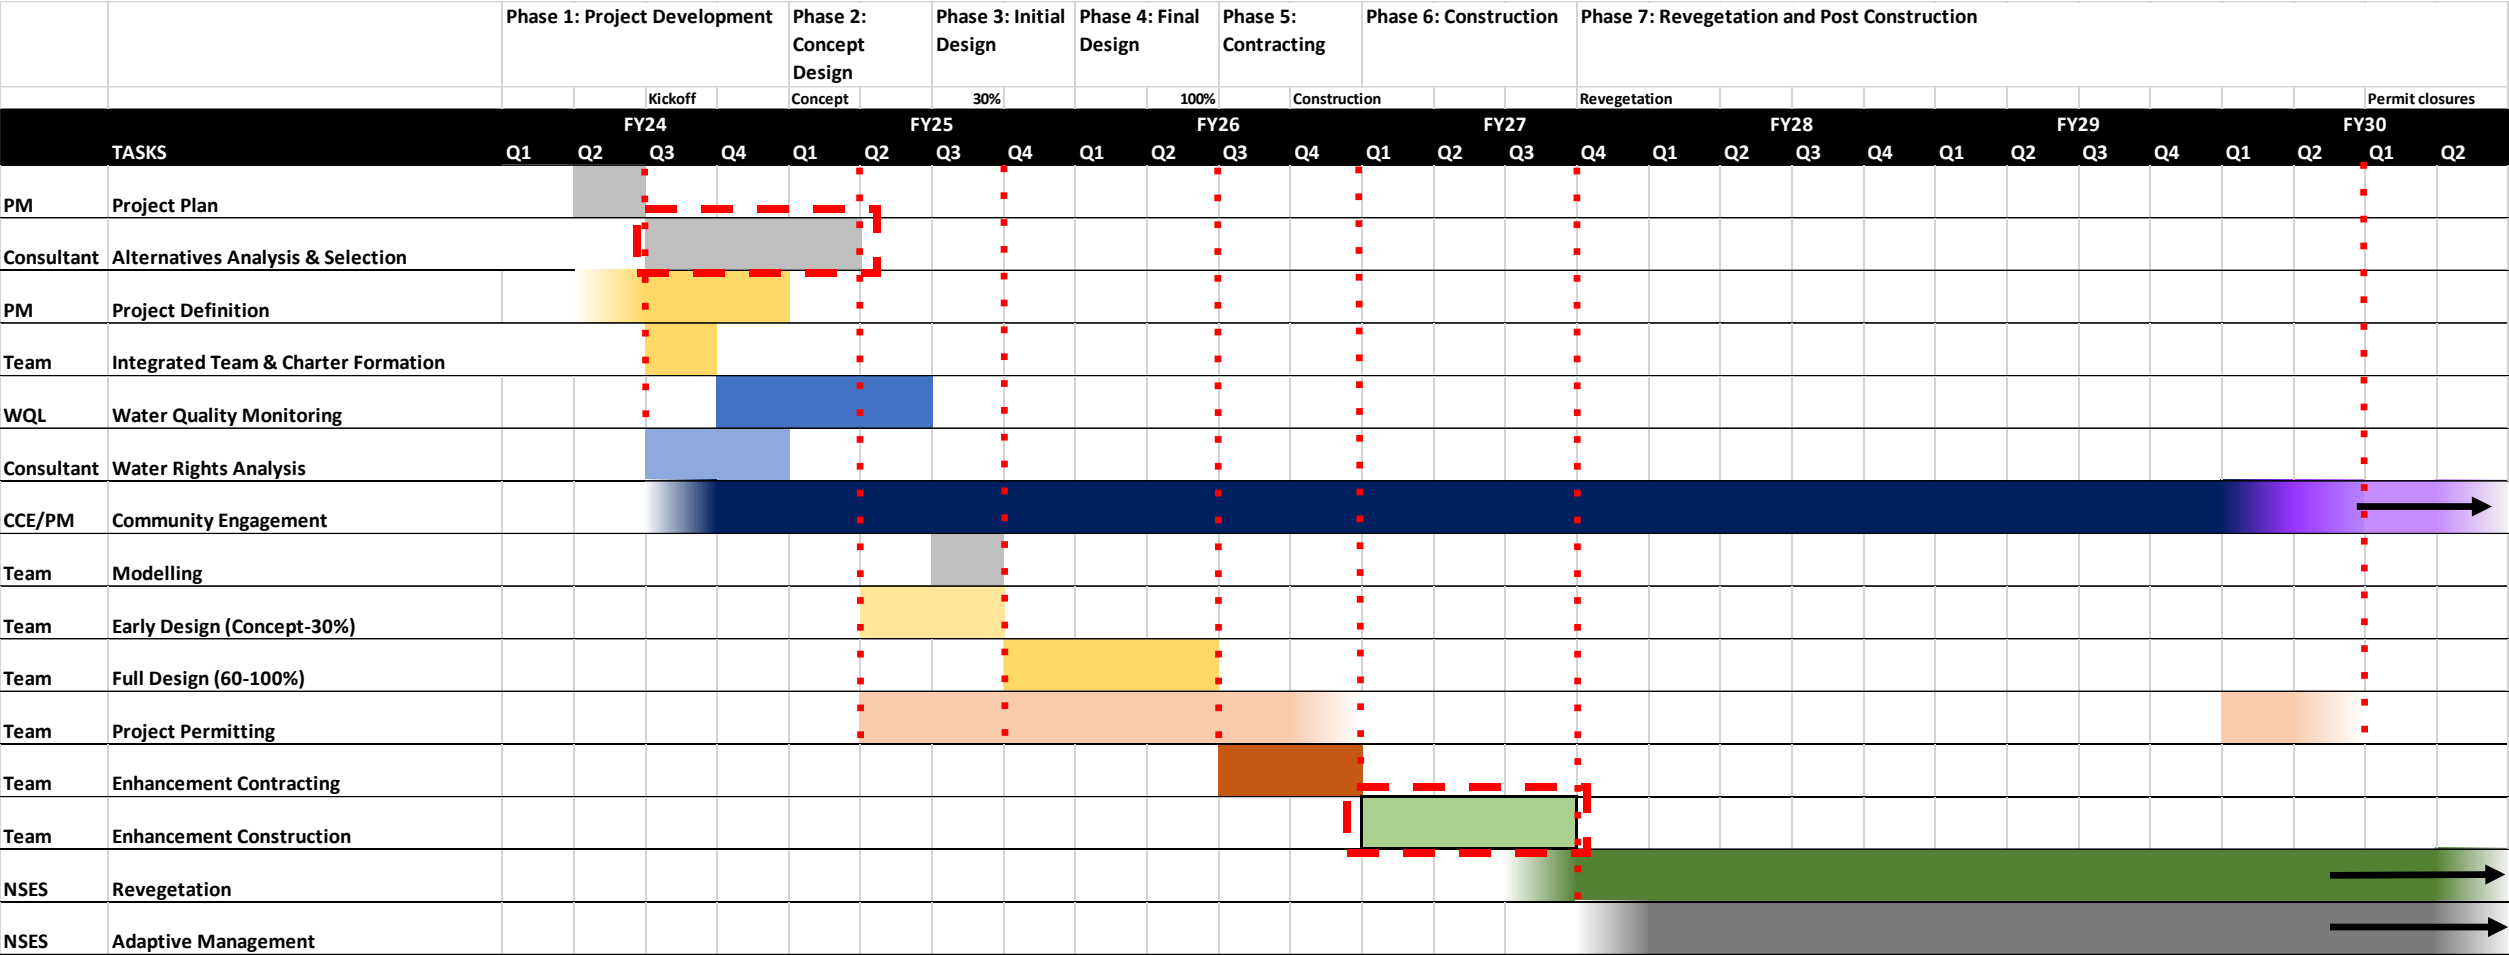 Phase 1: Project Development
Phase 2:
Concept
Design
Phase 3: Initial
Design
Phase 4: Final
Design
Phase 5:
Contracting
Phase 6: Construction
Phase 7: Revegetation and Post Construction
Kickoff Concept 30% 100% Construction Revegetation Permit closures
FY24 FY25 FY26 FY27 FY28 FY29 FY30
TASKS Q1 Q2 Q3 Q4 Q1 Q2 Q3 Q4 Q1 Q2 Q3 Q4 Q1 Q2 Q3 Q4 Q1 Q2 Q3 Q4 Q1 Q2 Q3 Q4 Q1 Q2 Q1 Q2
PM Project Plan
Consultant Alternatives Analysis & Selection
PM Project Definition
Team Integrated Team & Charter Formation
WQL Water Quality Monitoring
Consultant Water Rights Analysis
CCE/PM Community Engagement
Team Modelling
Team Early Design (Concept-30%)
Team Full Design (60-100%)
Team Project Permitting
Team Enhancement Contracting
Team Enhancement Construction
NSES Revegetation
NSES Adaptive Management